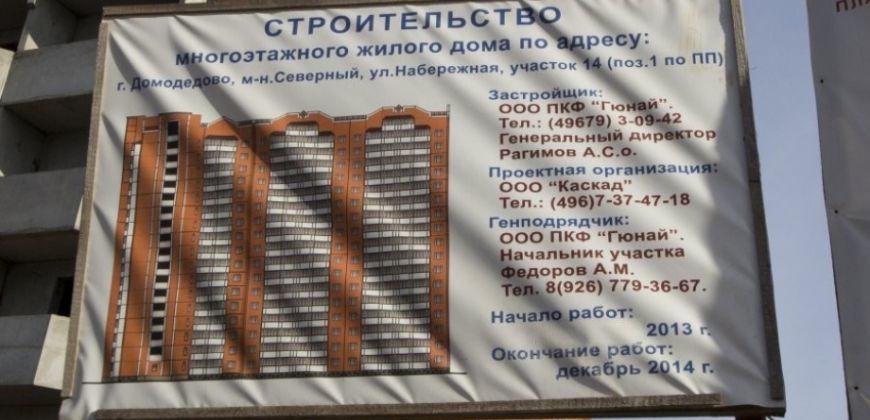 СТРОИТЕЛЬСТВО
многоэтажного жилого дома по адресу:
г. Домодедово, м-н.Северный, ул.Набережная, участок 14 (поз.1 по ПП)
Застройщик:
ООО ПКФ "Гюнай".
Тел.: (49679) 3-09-42
Генеральный директор
Рагимов А.С.о.
Проектная организация:
ООО "Каскад"
Тел.: (496)7-37-47-18
Генподрядчик:
ООО ПКФ "Гюнай".
Начальник участка
Федоров А.М.
Тел. 8(926) 779-36-67.
Начало работ:
2013 г.
Окончание работ:
декабрь 2014 г.